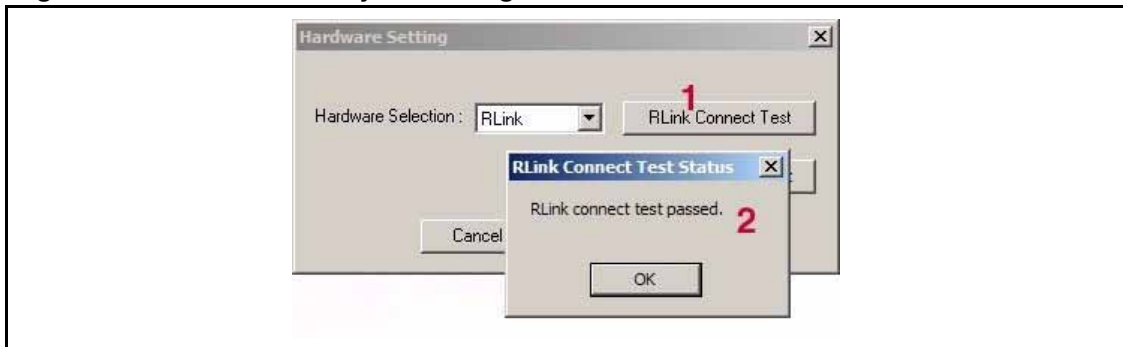 Hardware Setting
1
Hardware Selection : RLink RLink Connect Test
RLink Connect Test Status
RLink connect test passed. 2
Cancel
OK